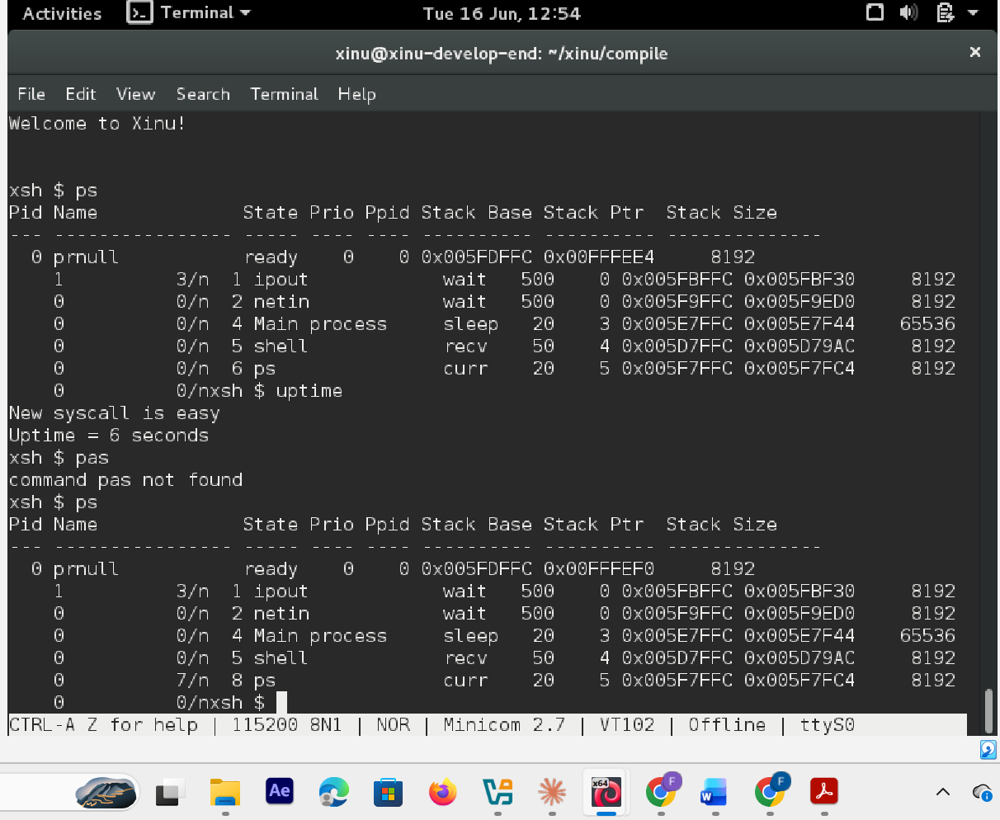 Activities Terminal Tue 16 Jun, 12:54
xinu@xinu-develop-end: ~/xinu/compile ×
File Edit View Search Terminal Help
Welcome to Xinu!
xsh $ ps
Pid Name             State Prio Ppid Stack Base Stack Ptr  Stack Size
--- ---------------- ----- ---- ---- ---------- ---------- --------------
  0 prnull           ready    0    0 0x005FDFFC 0x00FFFEE4     8192
    1          3/n  1 ipout            wait   500    0 0x005FBFFC 0x005FBF30     8192
    0          0/n  2 netin            wait   500    0 0x005F9FFC 0x005F9ED0     8192
    0          0/n  4 Main process     sleep   20    3 0x005E7FFC 0x005E7F44    65536
    0          0/n  5 shell            recv    50    4 0x005D7FFC 0x005D79AC     8192
    0          0/n  6 ps               curr    20    5 0x005F7FFC 0x005F7FC4     8192
    0          0/nxsh $ uptime
New syscall is easy
Uptime = 6 seconds
xsh $ pas
command pas not found
xsh $ ps
Pid Name             State Prio Ppid Stack Base Stack Ptr  Stack Size
--- ---------------- ----- ---- ---- ---------- ---------- --------------
  0 prnull           ready    0    0 0x005FDFFC 0x00FFFEF0     8192
    1          3/n  1 ipout            wait   500    0 0x005FBFFC 0x005FBF30     8192
    0          0/n  2 netin            wait   500    0 0x005F9FFC 0x005F9ED0     8192
    0          0/n  4 Main process     sleep   20    3 0x005E7FFC 0x005E7F44    65536
    0          0/n  5 shell            recv    50    4 0x005D7FFC 0x005D79AC     8192
    0          7/n  8 ps               curr    20    5 0x005F7FFC 0x005F7FC4     8192
    0          0/nxsh $
CTRL-A Z for help | 115200 8N1 | NOR | Minicom 2.7 | VT102 | Offline | ttyS0
Ae x64 F W F